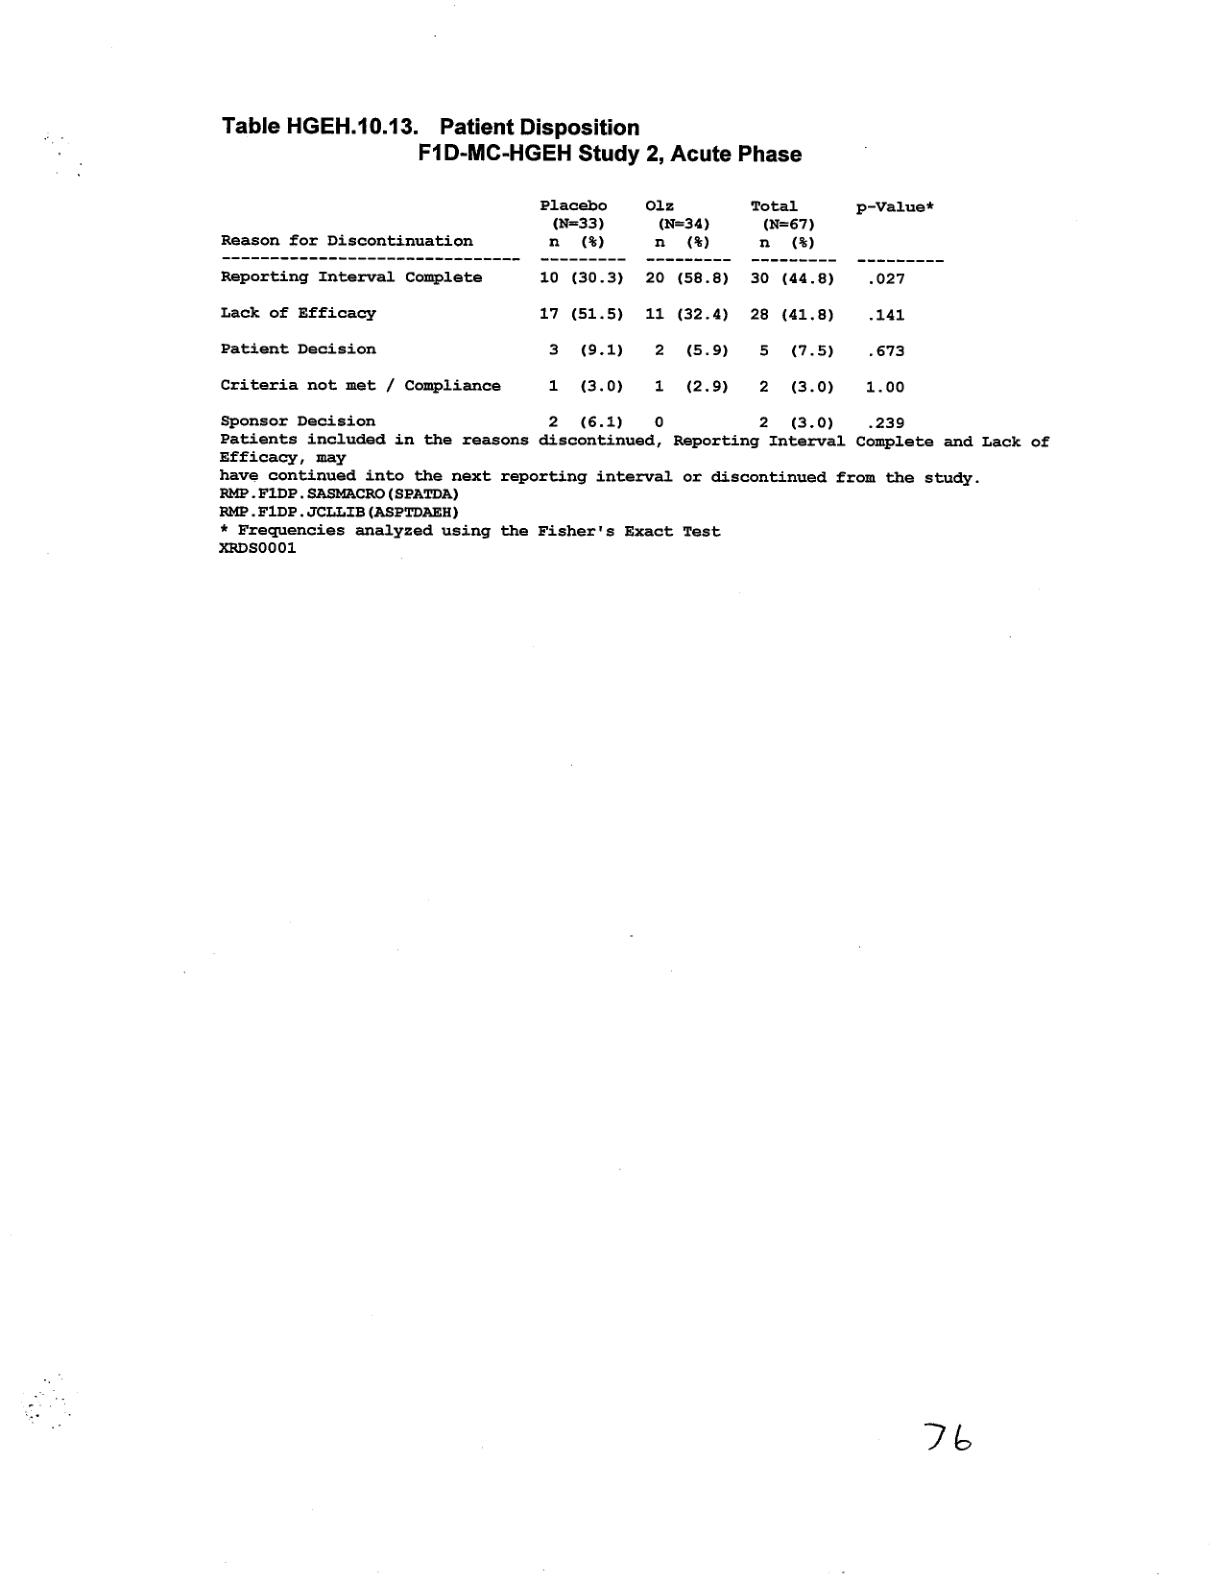 Table HGEH.10.13. Patient Disposition
F1D-MC-HGEH Study 2, Acute Phase
Placebo Olz Total p-Value*
(N=33) (N=34) (N=67)
Reason for Discontinuation n (%) n (%) n (%)
------------------------------- --------- --------- --------- ---------
Reporting Interval Complete 10 (30.3) 20 (58.8) 30 (44.8) .027
Lack of Efficacy 17 (51.5) 11 (32.4) 28 (41.8) .141
Patient Decision 3 (9.1) 2 (5.9) 5 (7.5) .673
Criteria not met / Compliance 1 (3.0) 1 (2.9) 2 (3.0) 1.00
Sponsor Decision 2 (6.1) 0 2 (3.0) .239
Patients included in the reasons discontinued, Reporting Interval Complete and Lack of
Efficacy, may
have continued into the next reporting interval or discontinued from the study.
RMP.F1DP.SASMACRO(SPATDA)
RMP.F1DP.JCLLIB(ASPTDAEH)
* Frequencies analyzed using the Fisher's Exact Test
XRDS0001
76